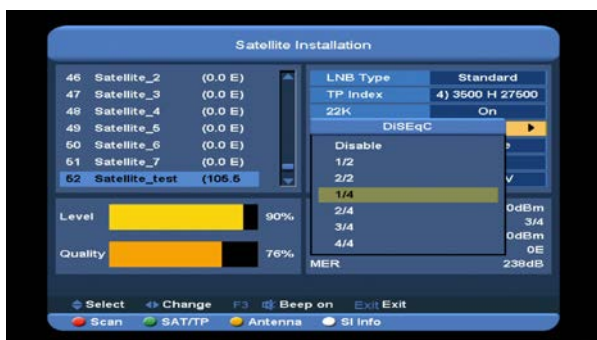 Satellite Installation
46 Satellite_2 (0.0 E)
47 Satellite_3 (0.0 E)
48 Satellite_4 (0.0 E)
49 Satellite_5 (0.0 E)
50 Satellite_6 (0.0 E)
51 Satellite_7 (0.0 E)
52 Satellite_test (105.5
LNB Type Standard
TP Index 4) 3500 H 27500
22K On
DiSEqC
Disable
1/2
2/2
1/4
2/4
3/4
4/4
V
Level 90%
Quality 76%
0dBm
3/4
0dBm
0E
MER 238dB
Select Change F3 Beep on Exit Exit
Scan SAT/TP Antenna SI Info